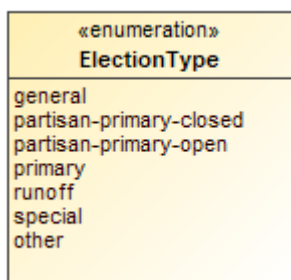 «enumeration»
ElectionType
general
partisan-primary-closed
partisan-primary-open
primary
runoff
special
other